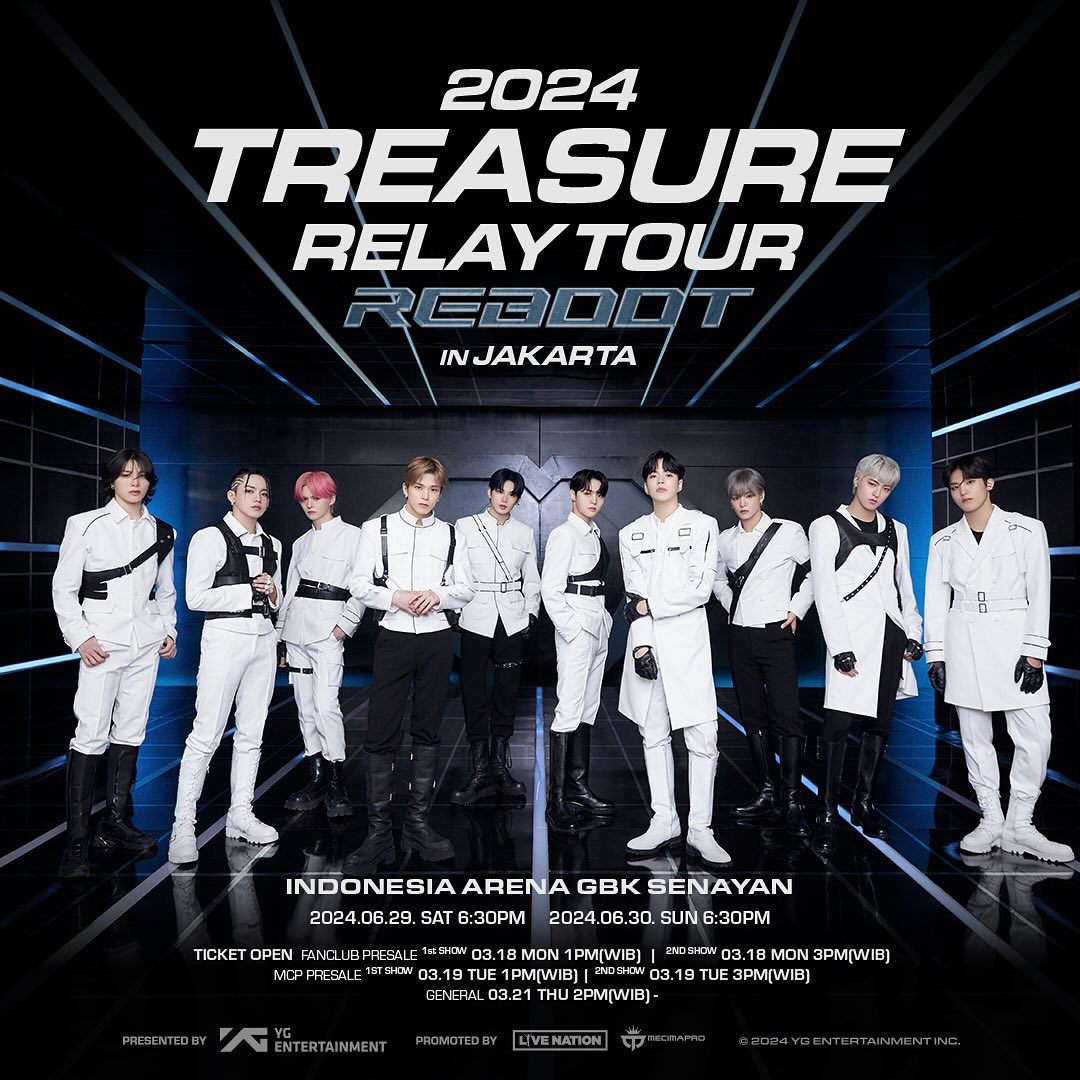 2024
TREASURE
RELAY TOUR
REBOOT
IN JAKARTA
INDONESIA ARENA GBK SENAYAN
2024.06.29. SAT 6:30PM 2024.06.30. SUN 6:30PM
TICKET OPEN FANCLUB PRESALE 1st SHOW 03.18 MON 1PM(WIB) | 2ND SHOW 03.18 MON 3PM(WIB)
MCP PRESALE 1ST SHOW 03.19 TUE 1PM(WIB) | 2ND SHOW 03.19 TUE 3PM(WIB)
GENERAL 03.21 THU 2PM(WIB) -
PRESENTED BY YG YG ENTERTAINMENT PROMOTED BY LIVE NATION MECIMAPRO © 2024 YG ENTERTAINMENT INC.